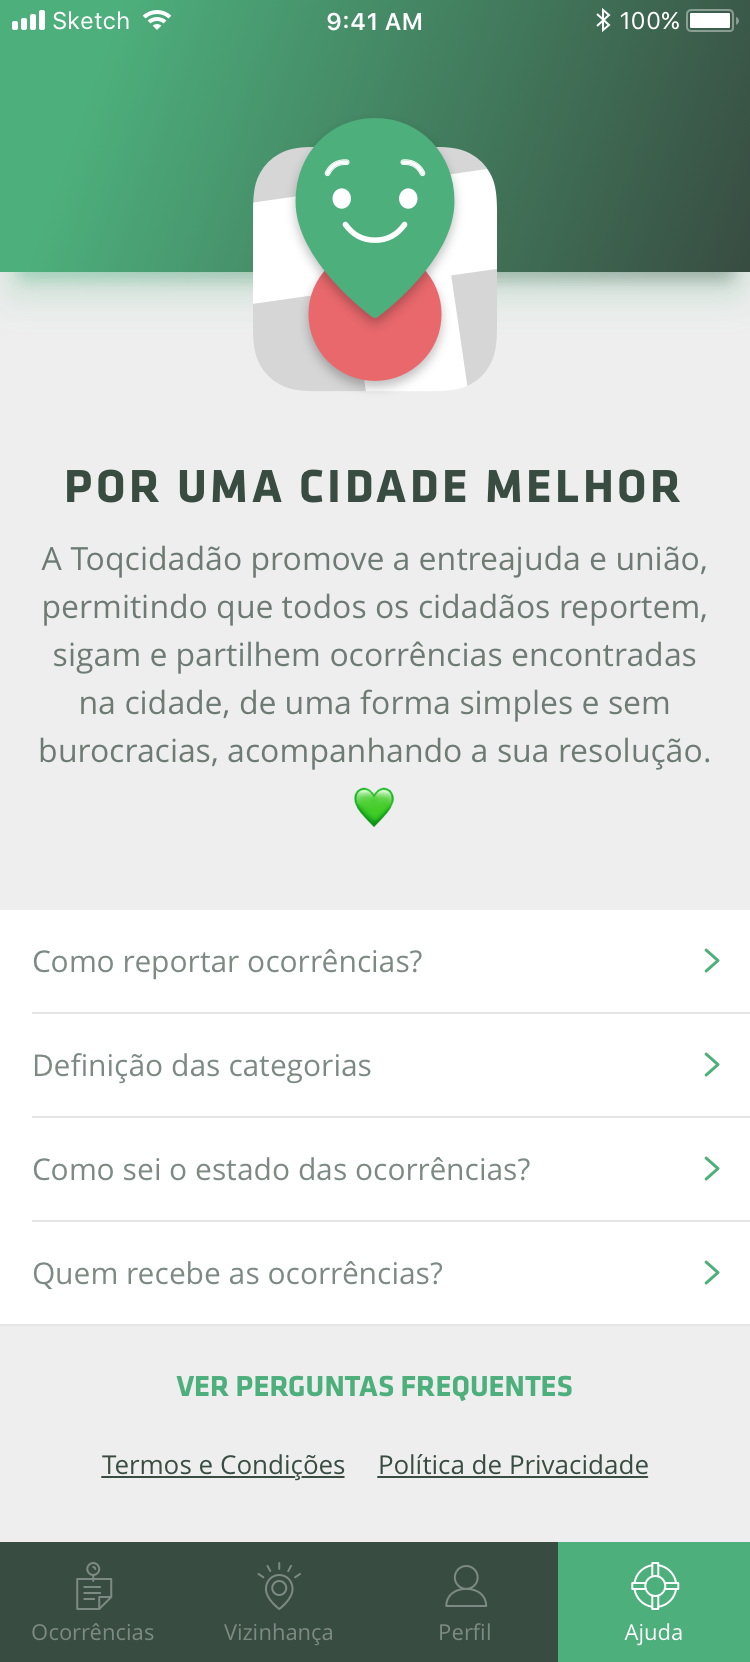 Sketch 9:41 AM 100%
POR UMA CIDADE MELHOR
A Toqcidadão promove a entreajuda e união,
permitindo que todos os cidadãos reportem,
sigam e partilhem ocorrências encontradas
na cidade, de uma forma simples e sem
burocracias, acompanhando a sua resolução.
Como reportar ocorrências?
Definição das categorias
Como sei o estado das ocorrências?
Quem recebe as ocorrências?
VER PERGUNTAS FREQUENTES
Termos e Condições Política de Privacidade
Ocorrências Vizinhança Perfil Ajuda